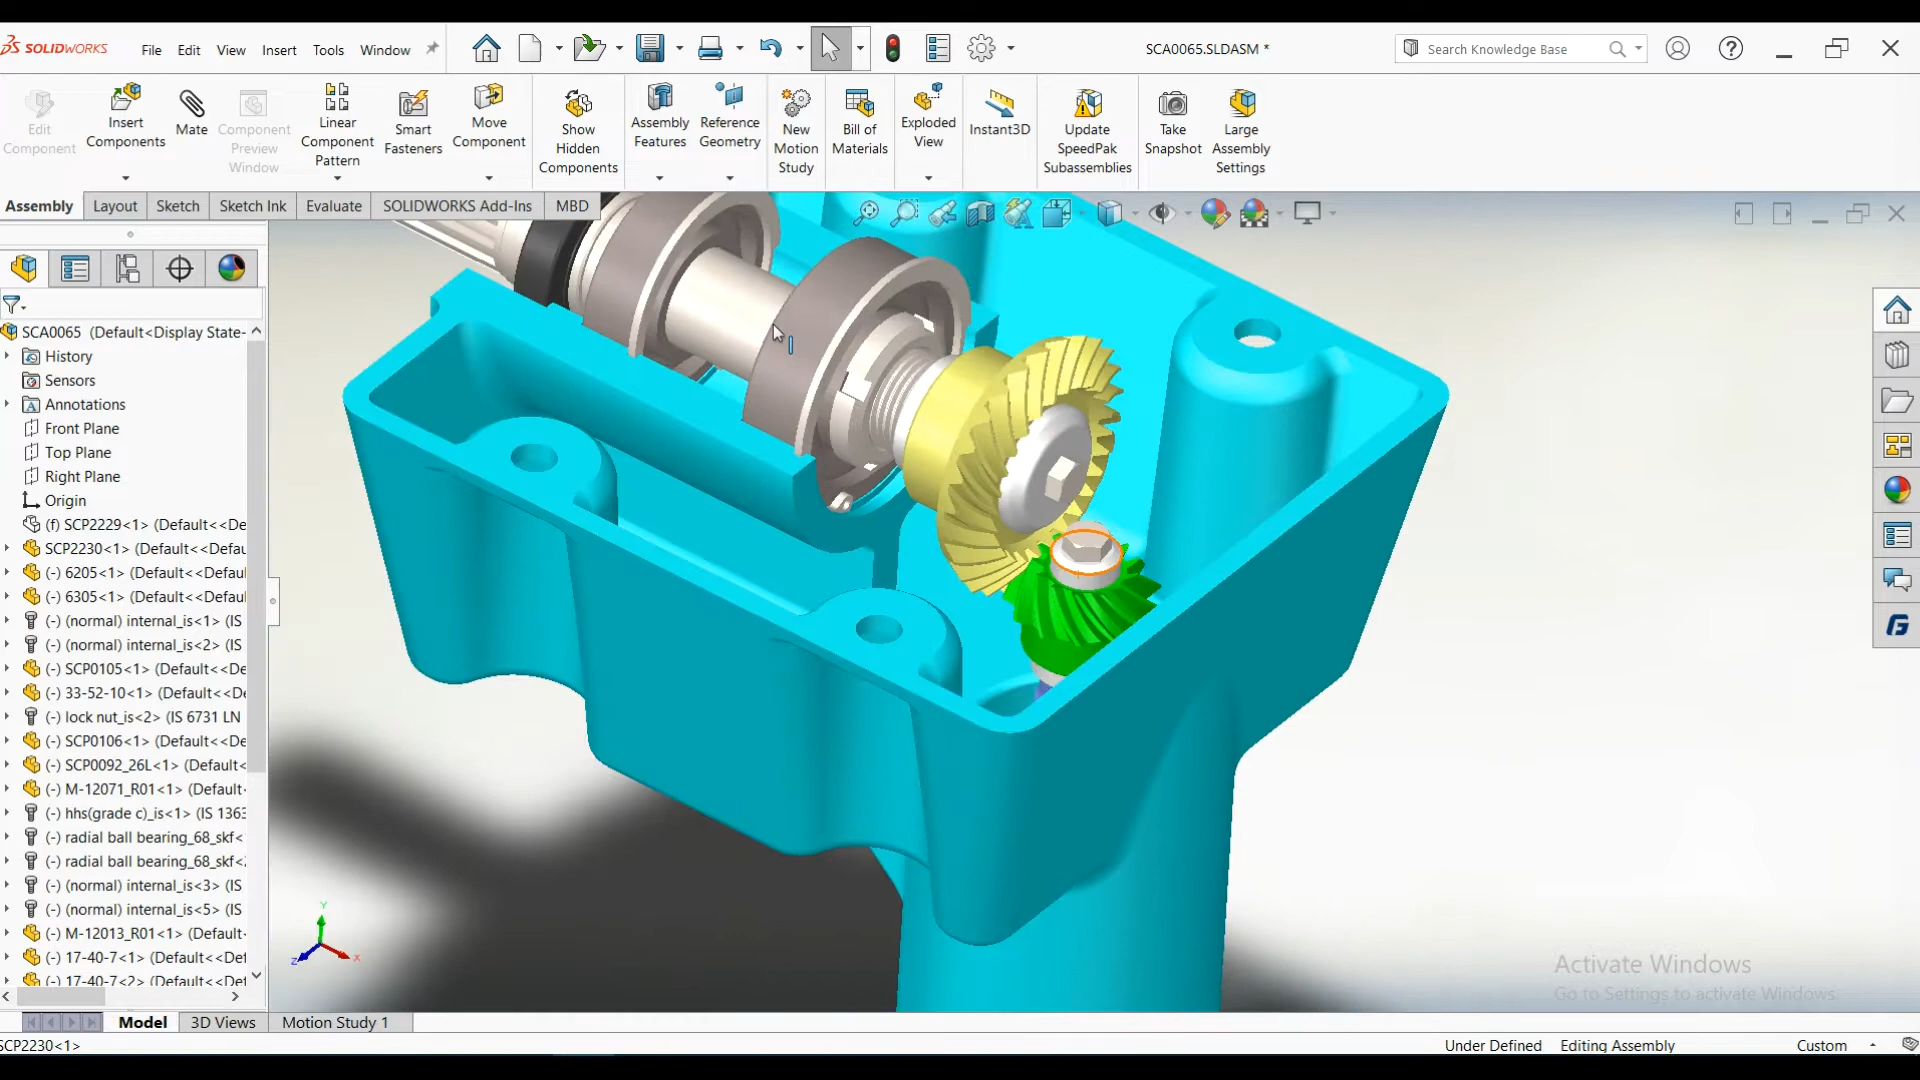 SOLIDWORKS File Edit View Insert Tools Window SCA0065.SLDASM * Search Knowledge Base
Edit Component
Insert Components
Mate
Component Preview Window
Linear Component Pattern
Smart Fasteners
Move Component
Show Hidden Components
Assembly Features
Reference Geometry
New Motion Study
Bill of Materials
Exploded View
Instant3D
Update SpeedPak Subassemblies
Take Snapshot
Large Assembly Settings
Assembly Layout Sketch Sketch Ink Evaluate SOLIDWORKS Add-Ins MBD
SCA0065 (Default<Display State-
History
Sensors
Annotations
Front Plane
Top Plane
Right Plane
Origin
(f) SCP2229<1> (Default<<De
SCP2230<1> (Default<<Defau
(-) 6205<1> (Default<<Defau
(-) 6305<1> (Default<<Defau
(-) (normal) internal_is<1> (IS
(-) (normal) internal_is<2> (IS
(-) SCP0105<1> (Default<<De
(-) 33-52-10<1> (Default<<De
(-) lock nut_is<2> (IS 6731 LN
(-) SCP0106<1> (Default<<De
(-) SCP0092_26L<1> (Default<
(-) M-12071_R01<1> (Default-
(-) hhs(grade c)_is<1> (IS 1363
(-) radial ball bearing_68_skf<
(-) radial ball bearing_68_skf<2
(-) (normal) internal_is<3> (IS
(-) (normal) internal_is<5> (IS
(-) M-12013_R01<1> (Default-
(-) 17-40-7<1> (Default<<Def
(-) 17-40-7<2> (Default<<Def
Y
Z X
Activate Windows
Go to Settings to activate Windows.
Model 3D Views Motion Study 1
SCP2230<1> Under Defined Editing Assembly Custom